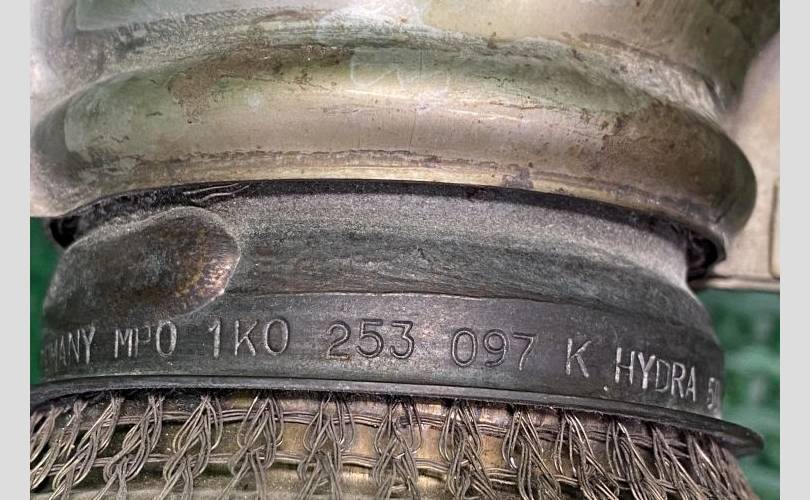 MANY MPO 1K0 253 097 K HYDRA